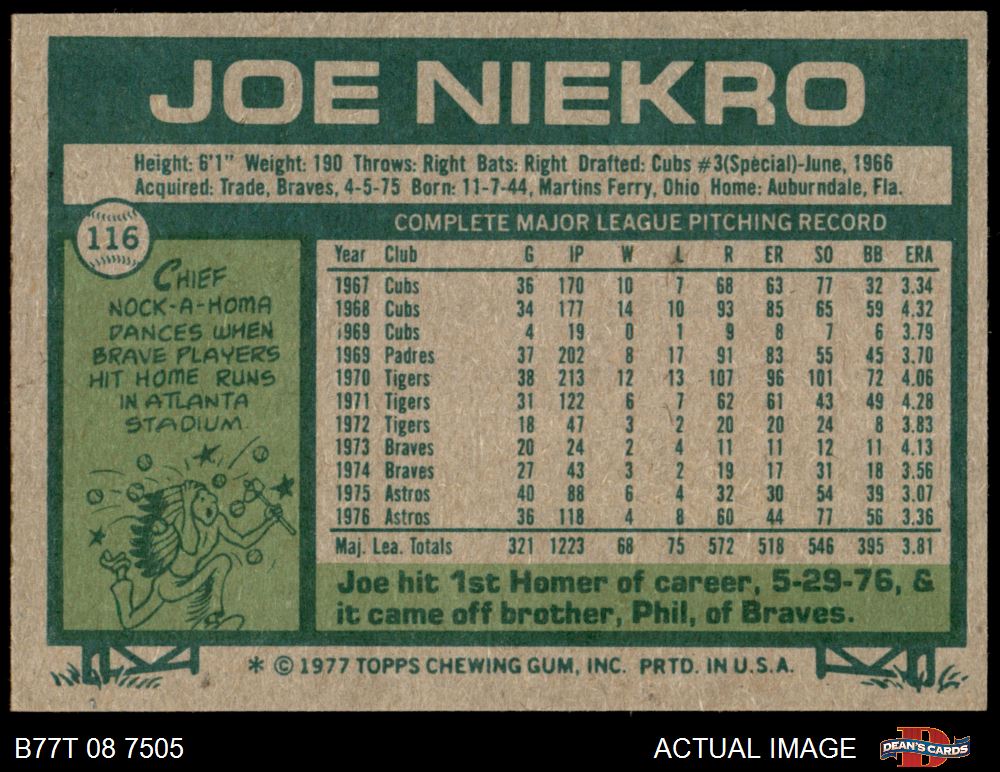 JOE NIEKRO
Height: 6'1" Weight: 190 Throws: Right Bats: Right Drafted: Cubs #3(Special)-June, 1966
Acquired: Trade, Braves, 4-5-75 Born: 11-7-44, Martins Ferry, Ohio Home: Auburndale, Fla.
116
CHIEF
NOCK-A-HOMA
DANCES WHEN
BRAVE PLAYERS
HIT HOME RUNS
IN ATLANTA
STADIUM
COMPLETE MAJOR LEAGUE PITCHING RECORD
Year Club G IP W L R ER SO BB ERA
1967 Cubs 36 170 10 7 68 63 77 32 3.34
1968 Cubs 34 177 14 10 93 85 65 59 4.32
1969 Cubs 4 19 0 1 9 8 7 6 3.79
1969 Padres 37 202 8 17 91 83 55 45 3.70
1970 Tigers 38 213 12 13 107 96 101 72 4.06
1971 Tigers 31 122 6 7 62 61 43 49 4.28
1972 Tigers 18 47 3 2 20 20 24 8 3.83
1973 Braves 20 24 2 4 11 11 12 11 4.13
1974 Braves 27 43 3 2 19 17 31 18 3.56
1975 Astros 40 88 6 4 32 30 54 39 3.07
1976 Astros 36 118 4 8 60 44 77 56 3.36
Maj. Lea. Totals 321 1223 68 75 572 518 546 395 3.81
Joe hit 1st Homer of career, 5-29-76, &
it came off brother, Phil, of Braves.
* © 1977 TOPPS CHEWING GUM, INC. PRTD. IN U.S.A.
B77T 08 7505
ACTUAL IMAGE
D
DEAN'S CARDS